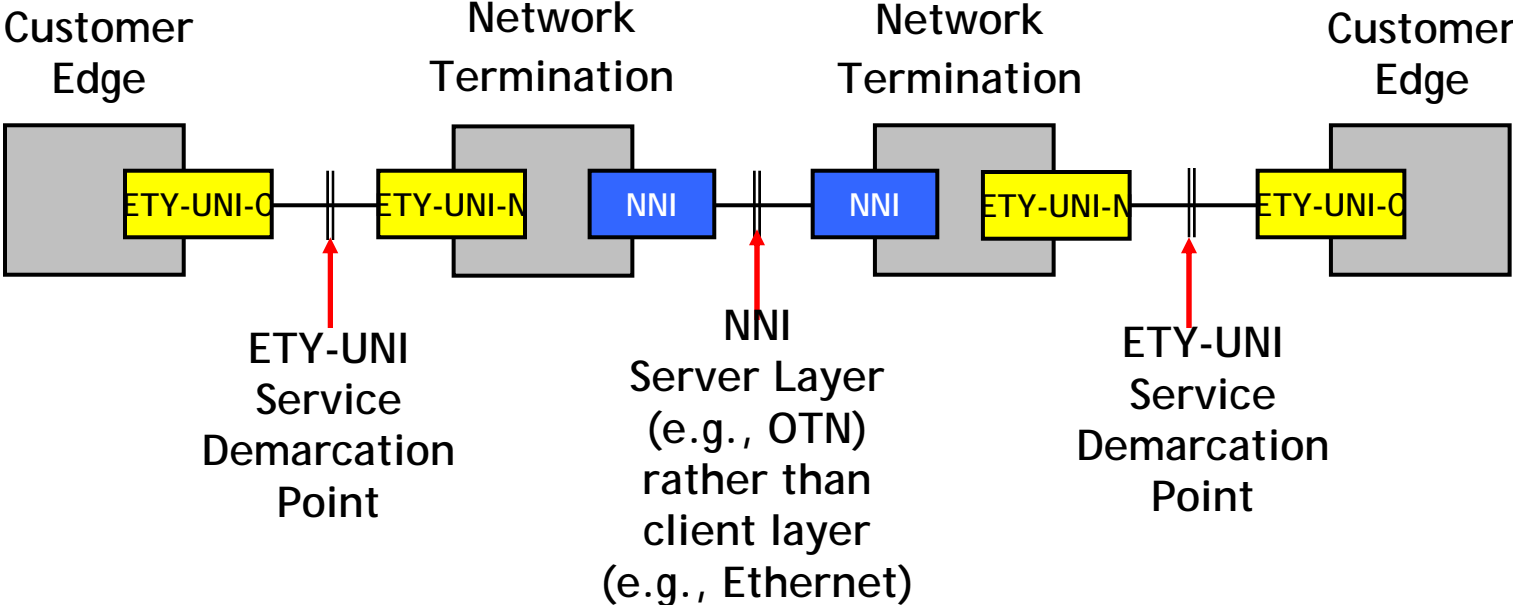 Customer
Edge
Network
Termination
Network
Termination
Customer
Edge
ETY-UNI-C
ETY-UNI-N
NNI
NNI
ETY-UNI-N
ETY-UNI-C
ETY-UNI
Service
Demarcation
Point
NNI
Server Layer
(e.g., OTN)
rather than
client layer
(e.g., Ethernet)
ETY-UNI
Service
Demarcation
Point